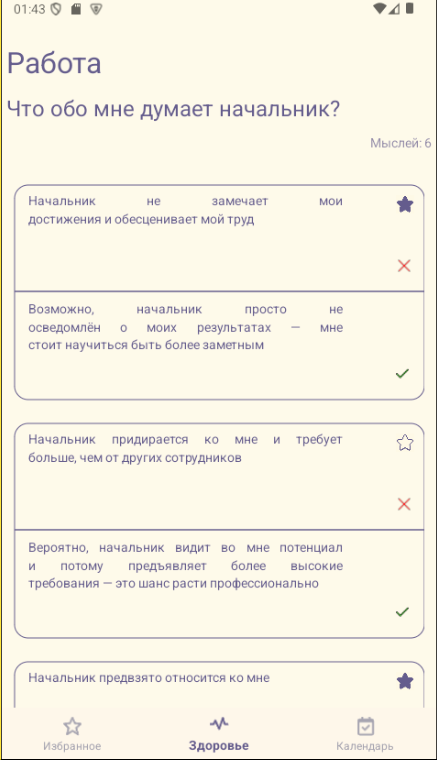 01:43
Работа
Что обо мне думает начальник?
Мыслей: 6
Начальник не замечает мои
достижения и обесценивает мой труд
Возможно, начальник просто не
осведомлён о моих результатах — мне
стоит научиться быть более заметным
Начальник придирается ко мне и требует
больше, чем от других сотрудников
Вероятно, начальник видит во мне потенциал
и потому предъявляет более высокие
требования — это шанс расти профессионально
Начальник предвзято относится ко мне
Избранное
Здоровье
Календарь